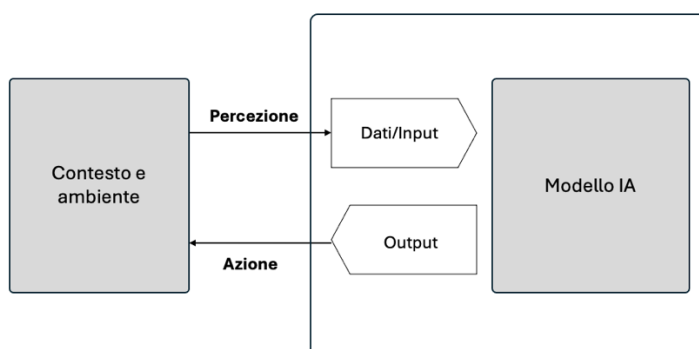 Contesto e
ambiente
Percezione
Dati/Input
Modello IA
Output
Azione